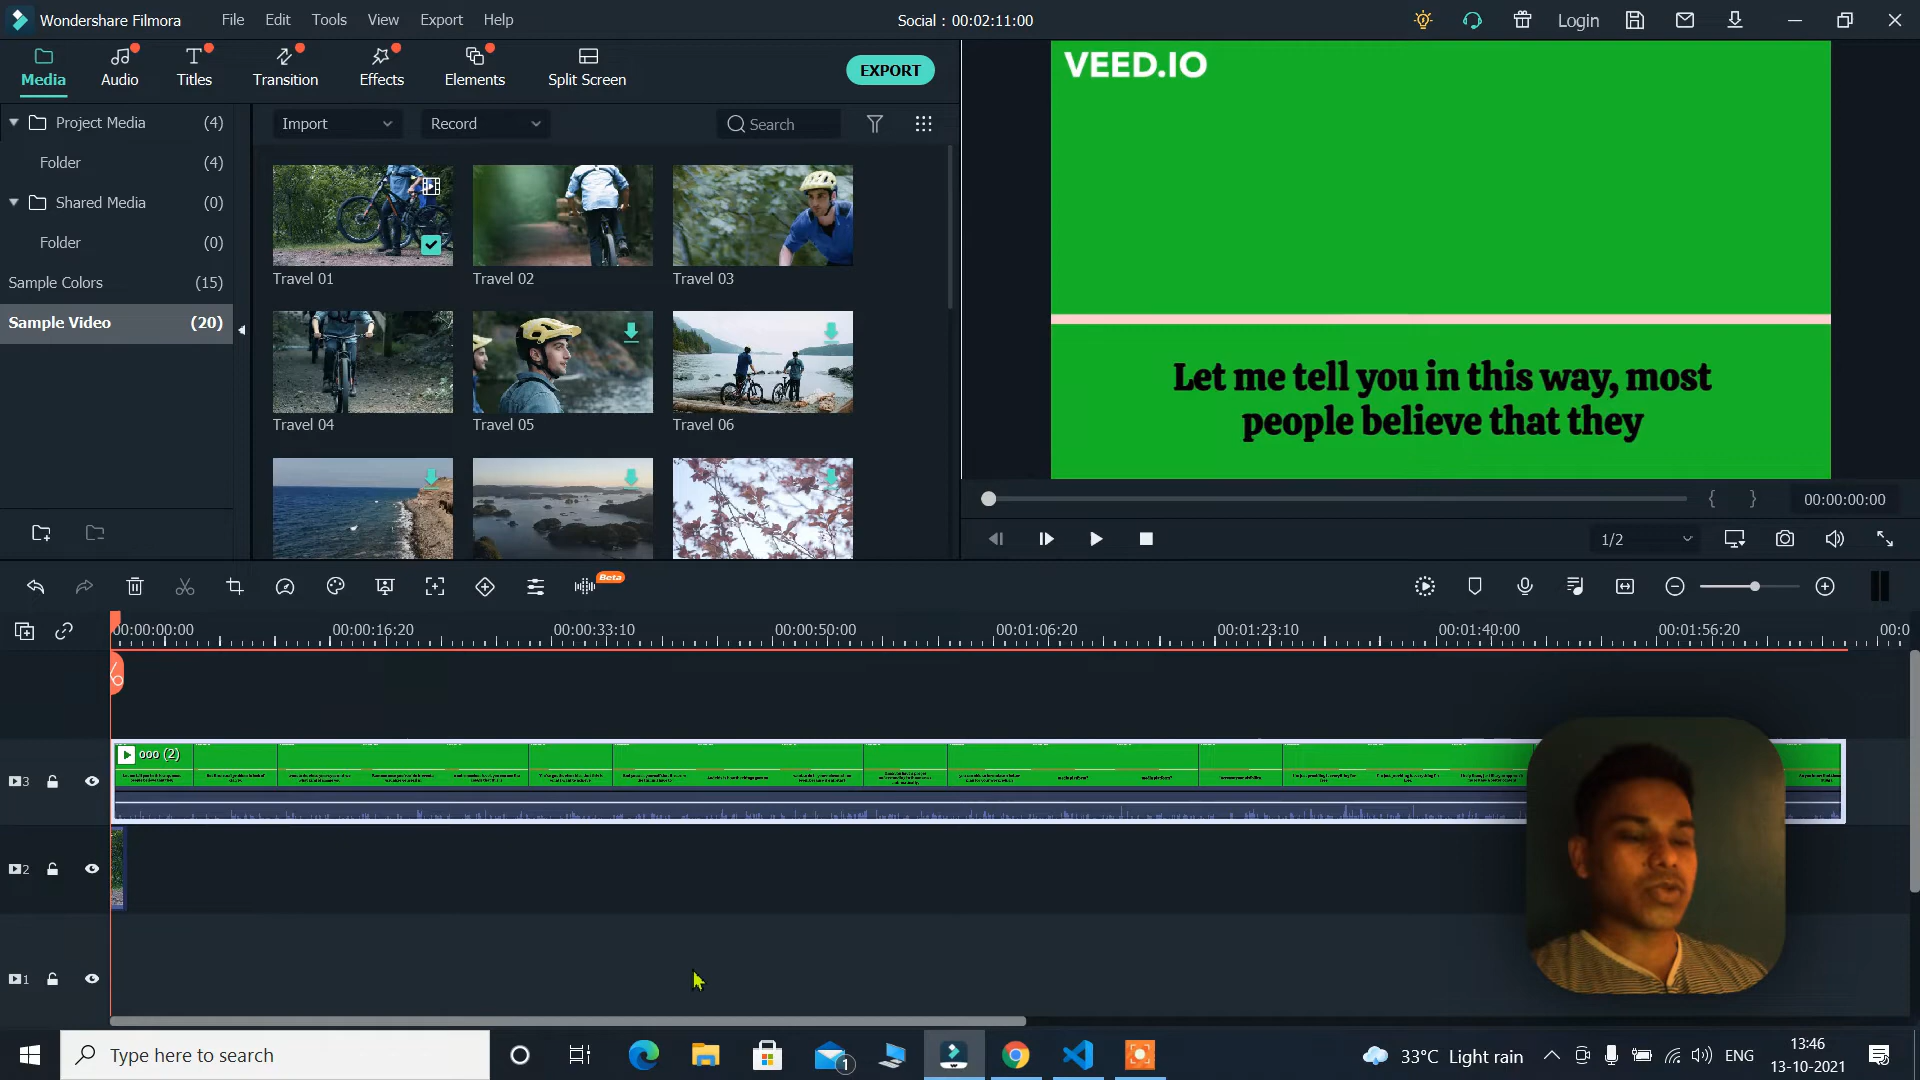 Wondershare Filmora
File Edit Tools View Export Help
Social : 00:02:11:00
Login
Media Audio Titles Transition Effects Elements Split Screen
EXPORT
VEED.IO
Project Media (4)
Folder (4)
Shared Media (0)
Folder (0)
Sample Colors (15)
Sample Video (20)
Import Record Search
Travel 01 Travel 02 Travel 03
Travel 04 Travel 05 Travel 06
Let me tell you in this way, most
people believe that they
{ } 00:00:00:00
1/2
Beta
00:00:00:00 00:00:16:20 00:00:33:10 00:00:50:00 00:01:06:20 00:01:23:10 00:01:40:00 00:01:56:20 00:0
ooo (2)
3
2
1
Type here to search
1
33°C Light rain
ENG
13:46
13-10-2021